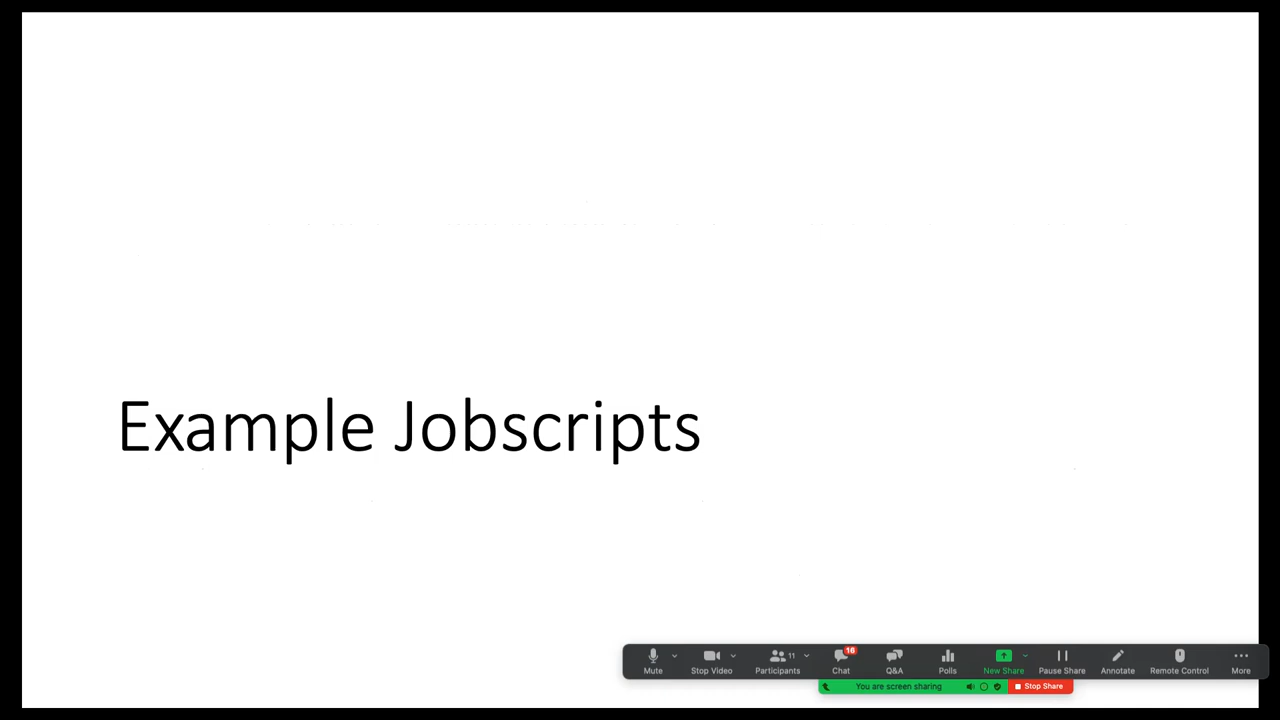 Example Jobscripts
11
16
Mute Stop Video Participants Chat Q&A Polls New Share Pause Share Annotate Remote Control More
You are screen sharing Stop Share